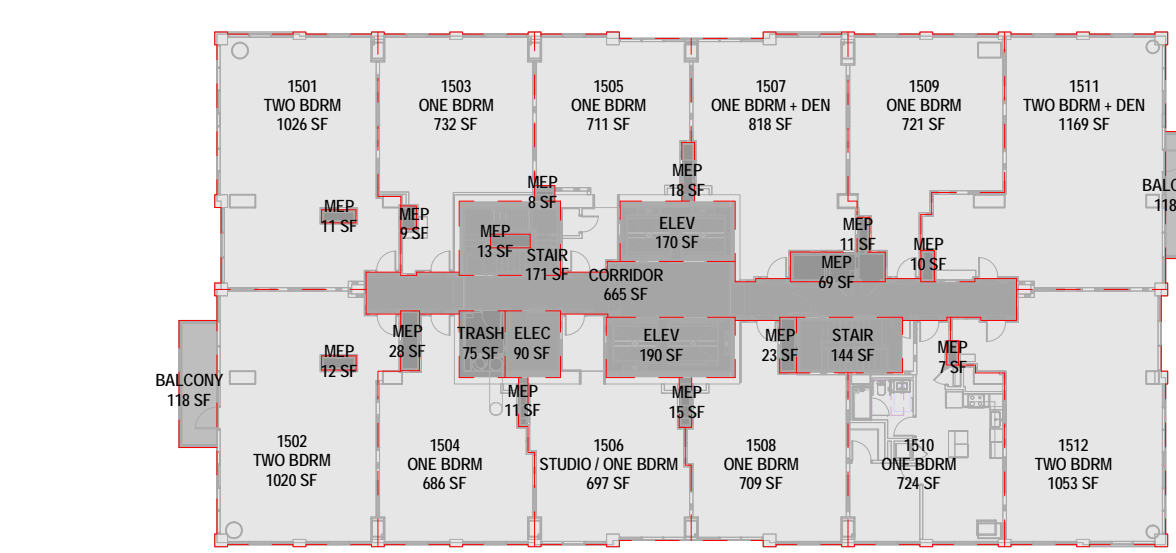 1501
TWO BDRM
1026 SF
1503
ONE BDRM
732 SF
1505
ONE BDRM
711 SF
1507
ONE BDRM + DEN
818 SF
1509
ONE BDRM
721 SF
1511
TWO BDRM + DEN
1169 SF
MEP
11 SF
MEP
9 SF
MEP
8 SF
MEP
18 SF
MEP
13 SF
STAIR
171 SF
ELEV
170 SF
CORRIDOR
665 SF
MEP
11 SF
MEP
69 SF
MEP
10 SF
BALC
118
MEP
12 SF
MEP
28 SF
TRASH
75 SF
ELEC
90 SF
ELEV
190 SF
MEP
23 SF
STAIR
144 SF
MEP
7 SF
BALCONY
118 SF
MEP
11 SF
MEP
15 SF
1502
TWO BDRM
1020 SF
1504
ONE BDRM
686 SF
1506
STUDIO / ONE BDRM
697 SF
1508
ONE BDRM
709 SF
1510
ONE BDRM
724 SF
1512
TWO BDRM
1053 SF